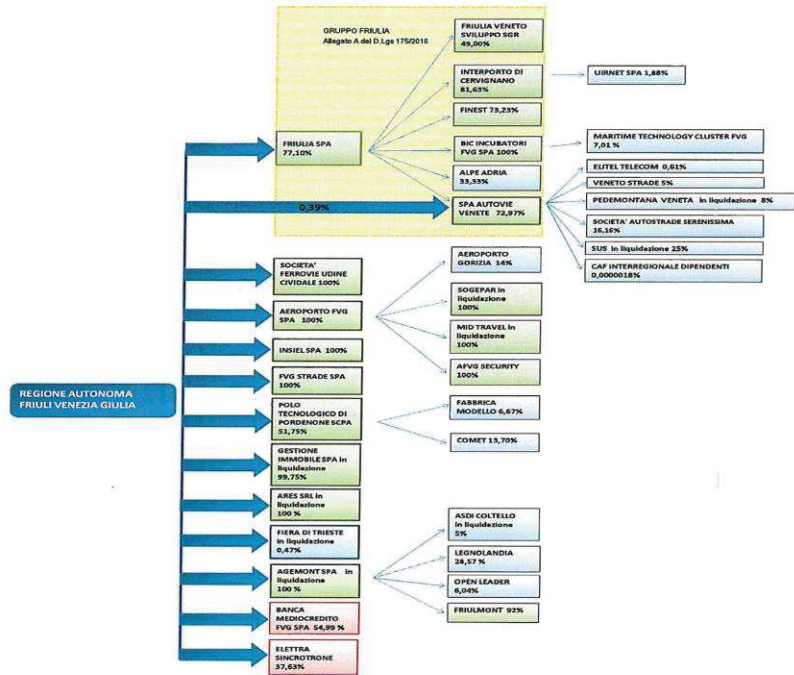 GRUPPO FRIULIA
Allegato A del D.Lgs 175/2016
FRIULIA VENETO
SVILUPPO SGR
49,00%
INTERPORTO DI
CERVIGNANO
81,63%
UIRNET SPA 1,88%
FINEST 73,23%
FRIULIA SPA
77,10%
BIC INCUBATORI
FVG SPA 100%
MARITIME TECHNOLOGY CLUSTER FVG
7,01 %
ALPE ADRIA
33,33%
ELITEL TELECOM 0,61%
VENETO STRADE 5%
0,39%
SPA AUTOVIE
VENETE 72,97%
PEDEMONTANA VENETA in liquidazione 8%
SOCIETA' AUTOSTRADE SERENISSIMA
16,16%
SUS in liquidazione 25%
CAF INTERREGIONALE DIPENDENTI
0,0000018%
SOCIETA'
FERROVIE UDINE
CIVIDALE 100%
AEROPORTO
GORIZIA 14%
AEROPORTO FVG
SPA 100%
SOGEPAR in
liquidazione
100%
MID TRAVEL in
liquidazione
100%
INSIEL SPA 100%
AFVG SECURITY
100%
FVG STRADE SPA
100%
REGIONE AUTONOMA
FRIULI VENEZIA GIULIA
POLO
TECNOLOGICO DI
PORDENONE SCPA
51,75%
FABBRICA
MODELLO 6,67%
COMET 13,70%
GESTIONE
IMMOBILE SPA in
liquidazione
99,75%
ARES SRL in
liquidazione
100 %
FIERA DI TRIESTE
in liquidazione
0,47%
ASDI COLTELLO
in liquidazione
5%
LEGNOLANDIA
28,57 %
AGEMONT SPA in
liquidazione
100 %
OPEN LEADER
6,04%
FRIULMONT 92%
BANCA
MEDIOCREDITO
FVG SPA 54,99 %
ELETTRA
SINCROTRONE
37,63%